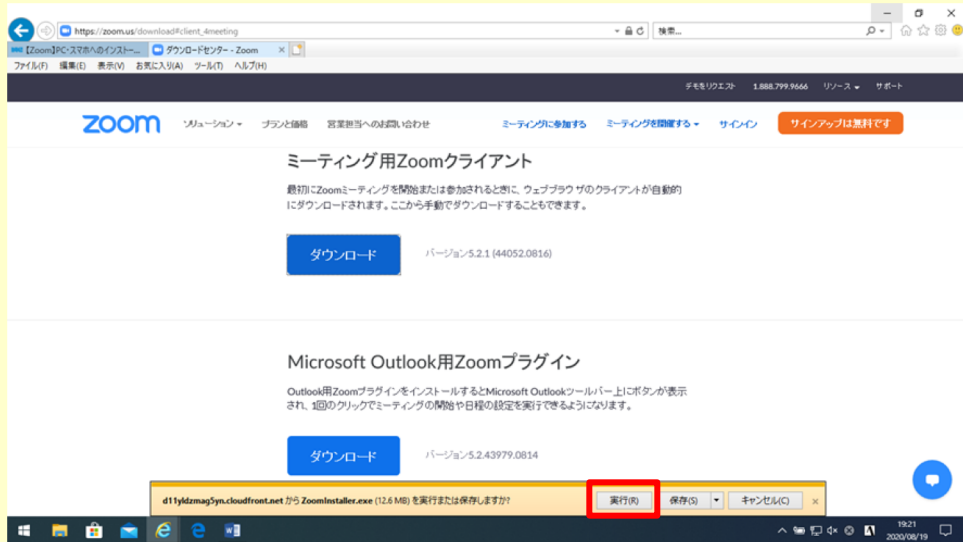 https://zoom.us/download#client_4meeting
検索...
【Zoom】PC・スマホへのインストー...
ダウンロードセンター - Zoom
ファイル(F) 編集(E) 表示(V) お気に入り(A) ツール(T) ヘルプ(H)
デモをリクエスト 1.888.799.9666 リソース サポート
zoom ソリューション プランと価格 営業担当へのお問い合わせ ミーティングに参加する ミーティングを開催する サインイン サインアップは無料です
ミーティング用Zoomクライアント
最初にZoomミーティングを開始または参加されるときに、ウェブブラウザのクライアントが自動的
にダウンロードされます。ここから手動でダウンロードすることもできます。
ダウンロード バージョン5.2.1 (44052.0816)
Microsoft Outlook用Zoomプラグイン
Outlook用ZoomプラグインをインストールするとMicrosoft Outlookツールバー上にボタンが表示
され、1回のクリックでミーティングの開始や日程の設定を実行できるようになります。
ダウンロード バージョン5.2.43979.0814
d11yldzmag5yn.cloudfront.net から ZoomInstaller.exe (12.6 MB) を実行または保存しますか?
実行(R) 保存(S) キャンセル(C)
19:21
2020/08/19